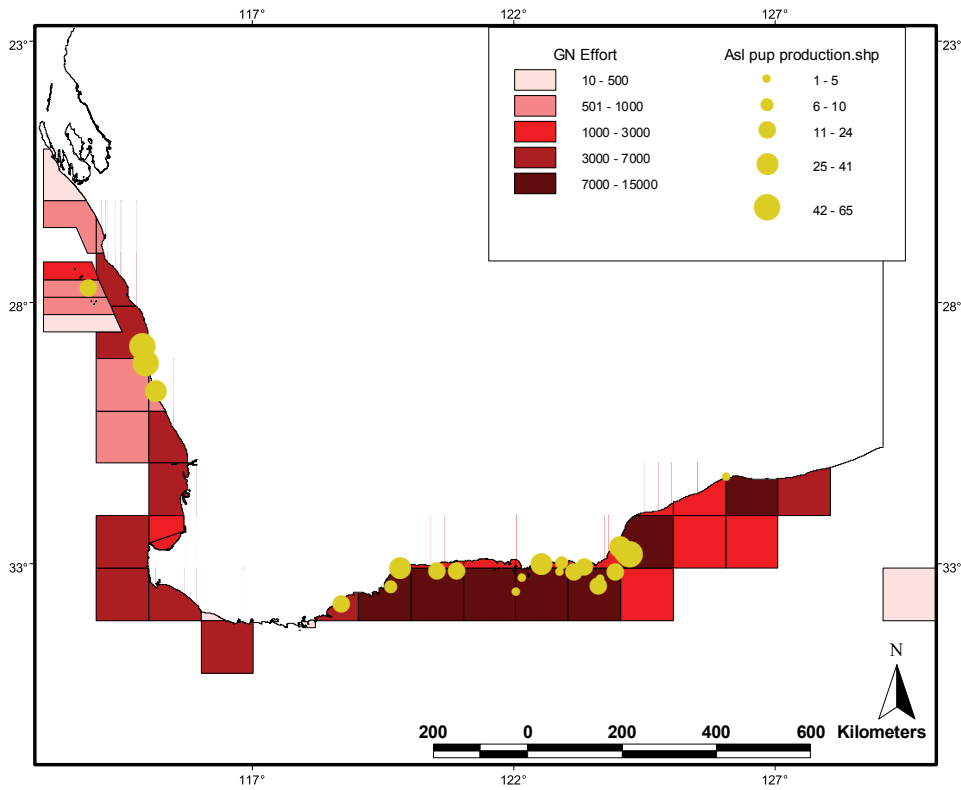 117° 122° 127°
23° 23°
GN Effort Asl pup production.shp
10 - 500 1 - 5
501 - 1000 6 - 10
1000 - 3000 11 - 24
3000 - 7000 25 - 41
7000 - 15000 42 - 65
28° 28°
33° 33°
N
200 0 200 400 600 Kilometers
117° 122° 127°